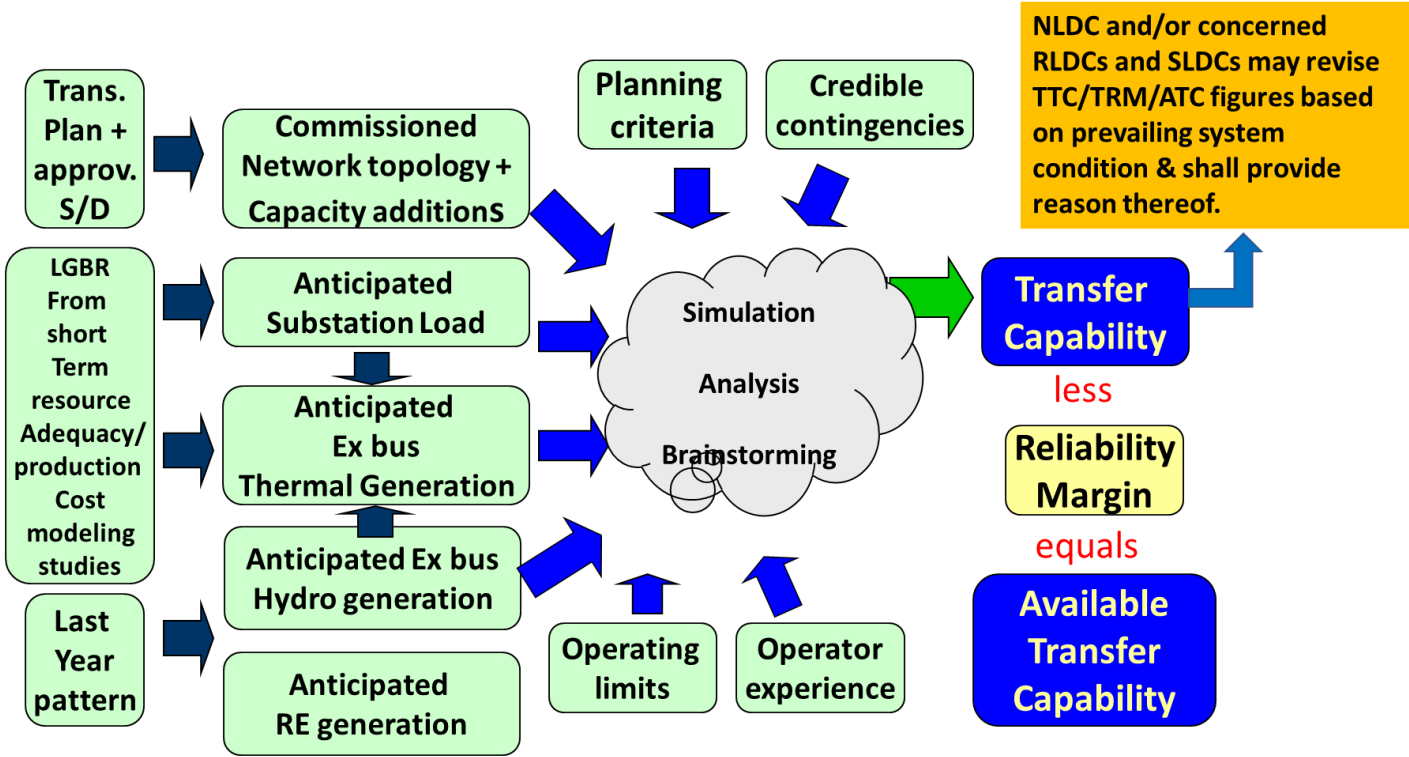 Trans.
Plan +
approv.
S/D
LGBR
From
short
Term
resource
Adequacy/
production
Cost
modeling
studies
Last
Year
pattern
Commissioned
Network topology +
Capacity additions
Anticipated
Substation Load
Anticipated
Ex bus
Thermal Generation
Anticipated Ex bus
Hydro generation
Anticipated
RE generation
Planning
criteria
Credible
contingencies
Simulation
Analysis
Brainstorming
Operating
limits
Operator
experience
NLDC and/or concerned
RLDCs and SLDCs may revise
TTC/TRM/ATC figures based
on prevailing system
condition & shall provide
reason thereof.
Transfer
Capability
less
Reliability
Margin
equals
Available
Transfer
Capability